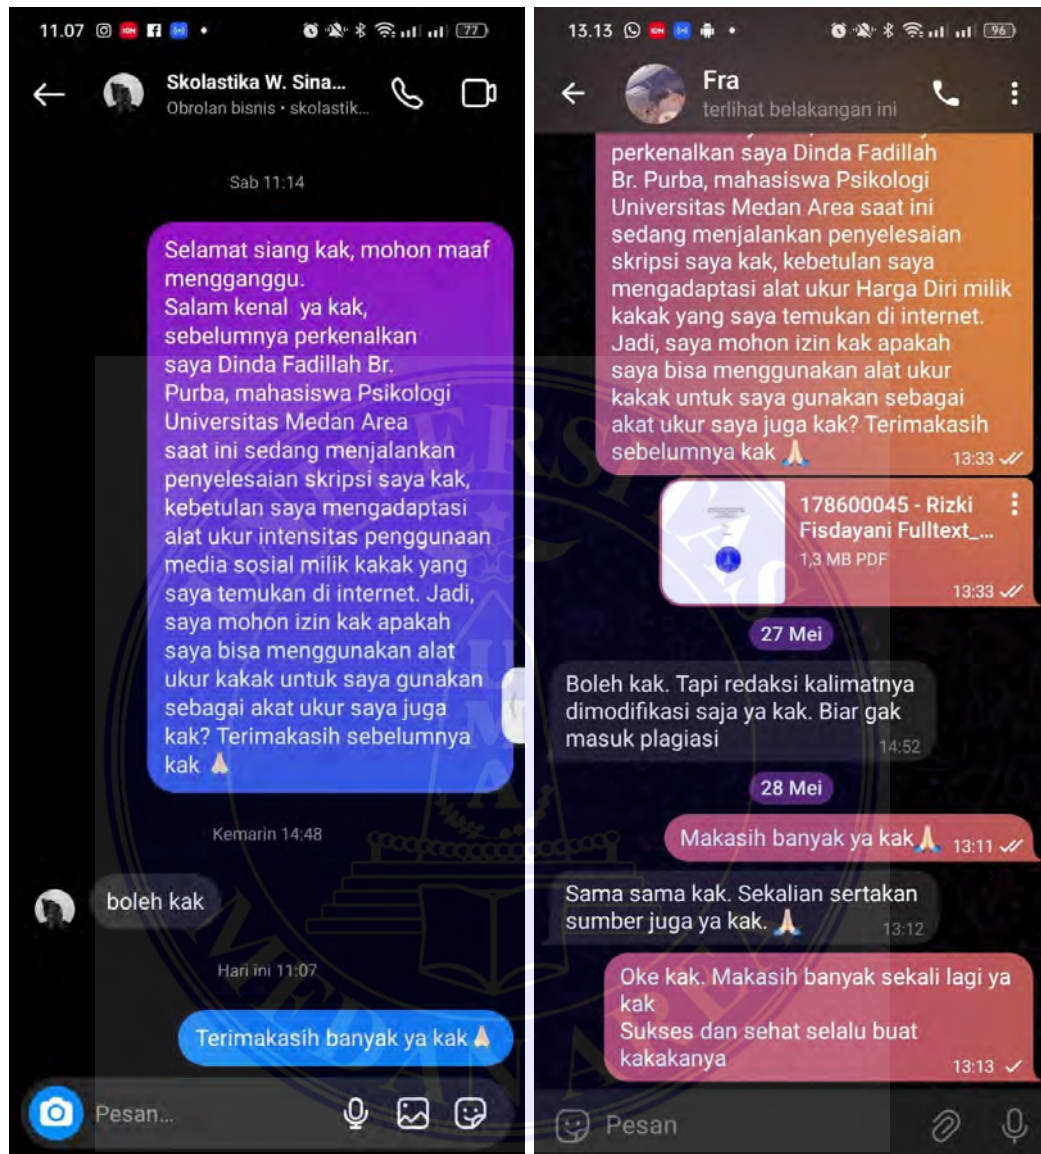 11.07
77
Skolastika W. Sina...
Obrolan bisnis • skolastik...
Sab 11:14
Selamat siang kak, mohon maaf
mengganggu.
Salam kenal ya kak,
sebelumnya perkenalkan
saya Dinda Fadillah Br.
Purba, mahasiswa Psikologi
Universitas Medan Area
saat ini sedang menjalankan
penyelesaian skripsi saya kak,
kebetulan saya mengadaptasi
alat ukur intensitas penggunaan
media sosial milik kakak yang
saya temukan di internet. Jadi,
saya mohon izin kak apakah
saya bisa menggunakan alat
ukur kakak untuk saya gunakan
sebagai akat ukur saya juga
kak? Terimakasih sebelumnya
kak 🙏🏻
Kemarin 14:48
boleh kak
Hari ini 11:07
Terimakasih banyak ya kak🙏🏻
Pesan...
13.13
96
Fra
terlihat belakangan ini
perkenalkan saya Dinda Fadillah
Br. Purba, mahasiswa Psikologi
Universitas Medan Area saat ini
sedang menjalankan penyelesaian
skripsi saya kak, kebetulan saya
mengadaptasi alat ukur Harga Diri milik
kakak yang saya temukan di internet.
Jadi, saya mohon izin kak apakah
saya bisa menggunakan alat ukur
kakak untuk saya gunakan sebagai
akat ukur saya juga kak? Terimakasih
sebelumnya kak 🙏🏻
13:33
178600045 - Rizki
Fisdayani Fulltext_...
1,3 MB PDF
13:33
27 Mei
Boleh kak. Tapi redaksi kalimatnya
dimodifikasi saja ya kak. Biar gak
masuk plagiasi
14:52
28 Mei
Makasih banyak ya kak🙏🏻 13:11
Sama sama kak. Sekalian sertakan
sumber juga ya kak. 🙏🏻
13:12
Oke kak. Makasih banyak sekali lagi ya
kak
Sukses dan sehat selalu buat
kakakanya
13:13
Pesan
UNIVERSITAS
UMA
MEDAN AREA